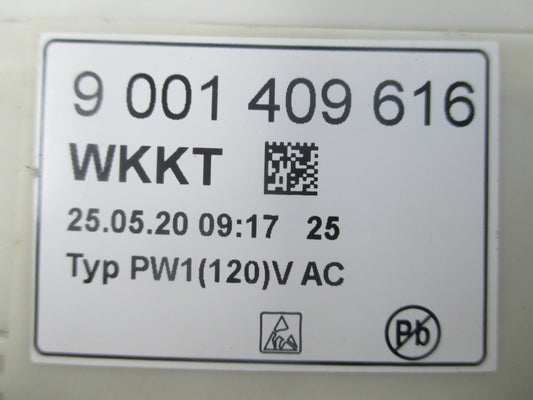 9 001 409 616
WKKT
25.05.20 09:17 25
Typ PW1(120)V AC
Pb